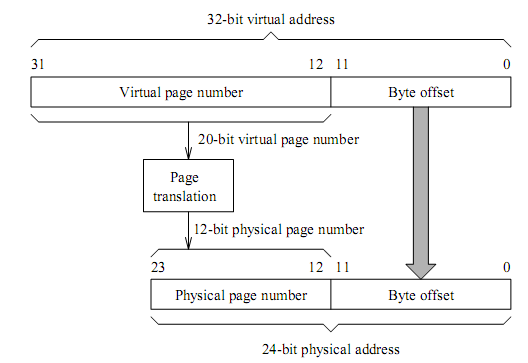 32-bit virtual address
31 12 11 0
Virtual page number Byte offset
20-bit virtual page number
Page
translation
12-bit physical page number
23 12 11 0
Physical page number Byte offset
24-bit physical address